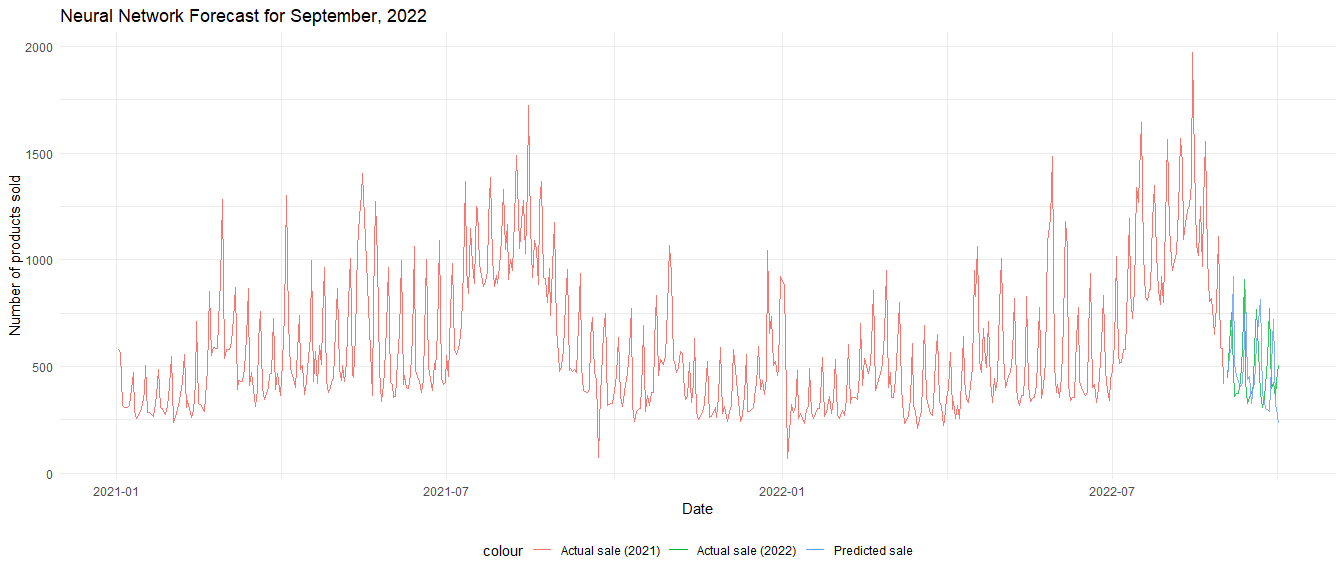 Neural Network Forecast for September, 2022
Number of products sold
2000
1500
1000
500
0
2021-01 2021-07 2022-01 2022-07
Date
colour Actual sale (2021) Actual sale (2022) Predicted sale